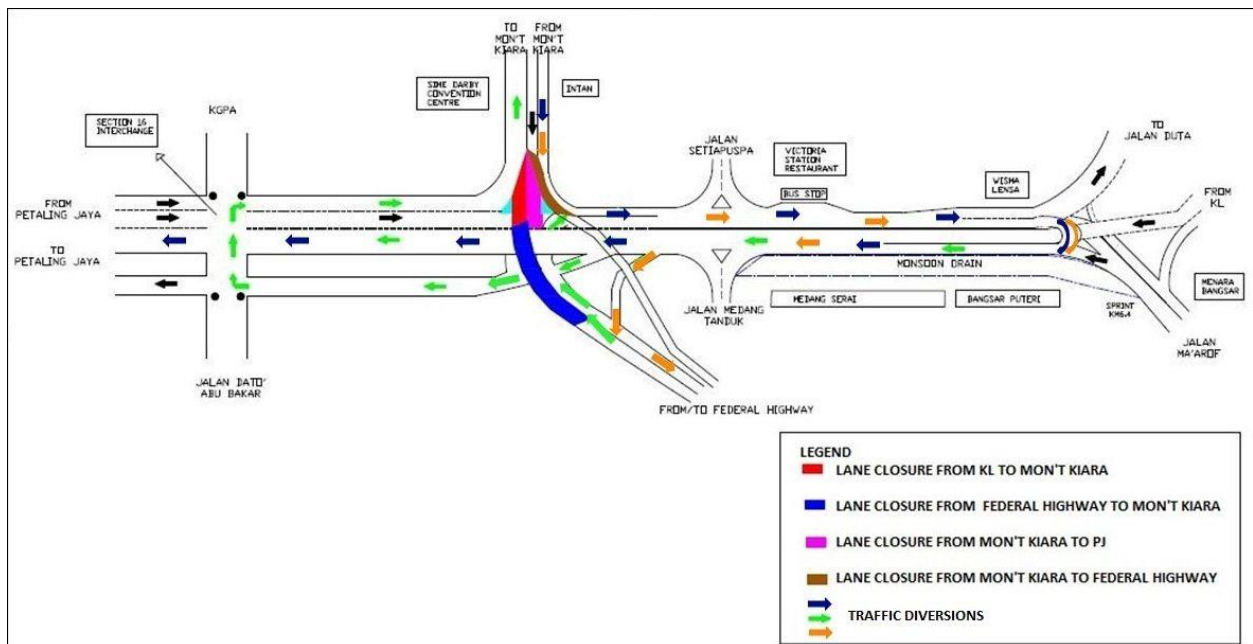 TO
MON'T
KIARA
FROM
MON'T
KIARA
SIME DARBY
CONVENTION
CENTRE
INTAN
KGPA
SECTION 16
INTERCHANGE
JALAN
SETIAPUSPA
VICTORIA
STATION
RESTAURANT
BUS STOP
WISMA
LENSA
TO
JALAN DUTA
FROM
KL
FROM
PETALING JAYA
TO
PETALING JAYA
MONSOON DRAIN
MEDANG SERAI
BANGSAR PUTERI
SPRINT
KM6.4
MENARA
BANGSAR
JALAN MEDANG
TANDUK
JALAN
MA'AROF
JALAN DATO'
ABU BAKAR
FROM/TO FEDERAL HIGHWAY
LEGEND
LANE CLOSURE FROM KL TO MON'T KIARA
LANE CLOSURE FROM FEDERAL HIGHWAY TO MON'T KIARA
LANE CLOSURE FROM MON'T KIARA TO PJ
LANE CLOSURE FROM MON'T KIARA TO FEDERAL HIGHWAY
TRAFFIC DIVERSIONS